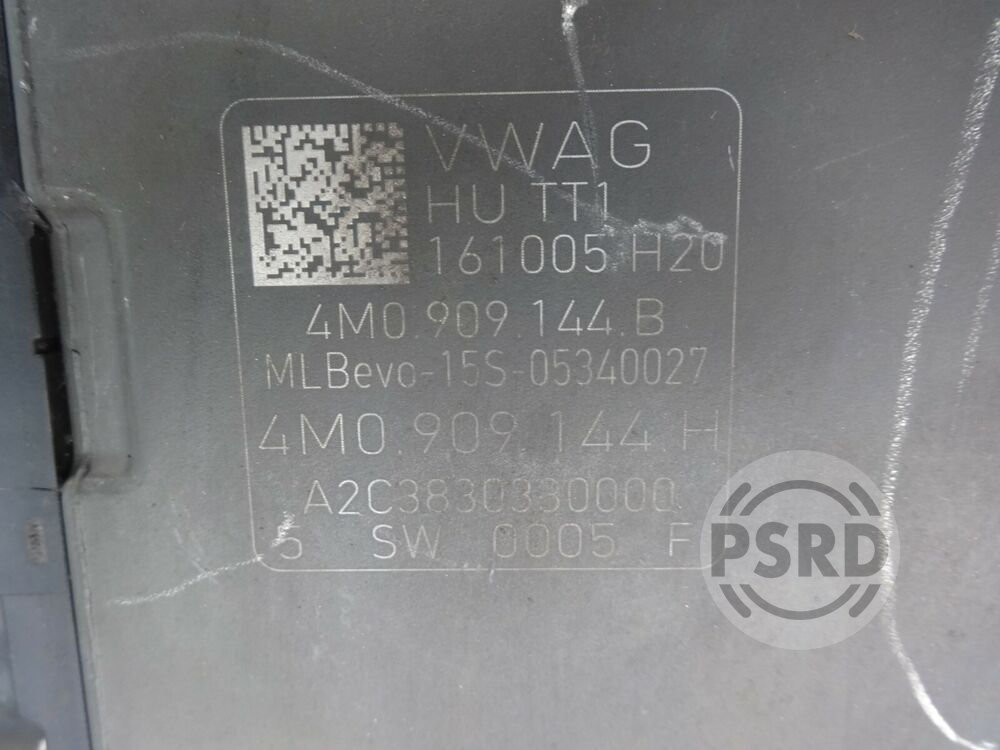 VWAG
HU TT1
161005 H20
4M0.909.144.B
MLBevo-15S-05340027
4M0.909.144.H
A2C3830330000
5 SW 0005 F
PSRD